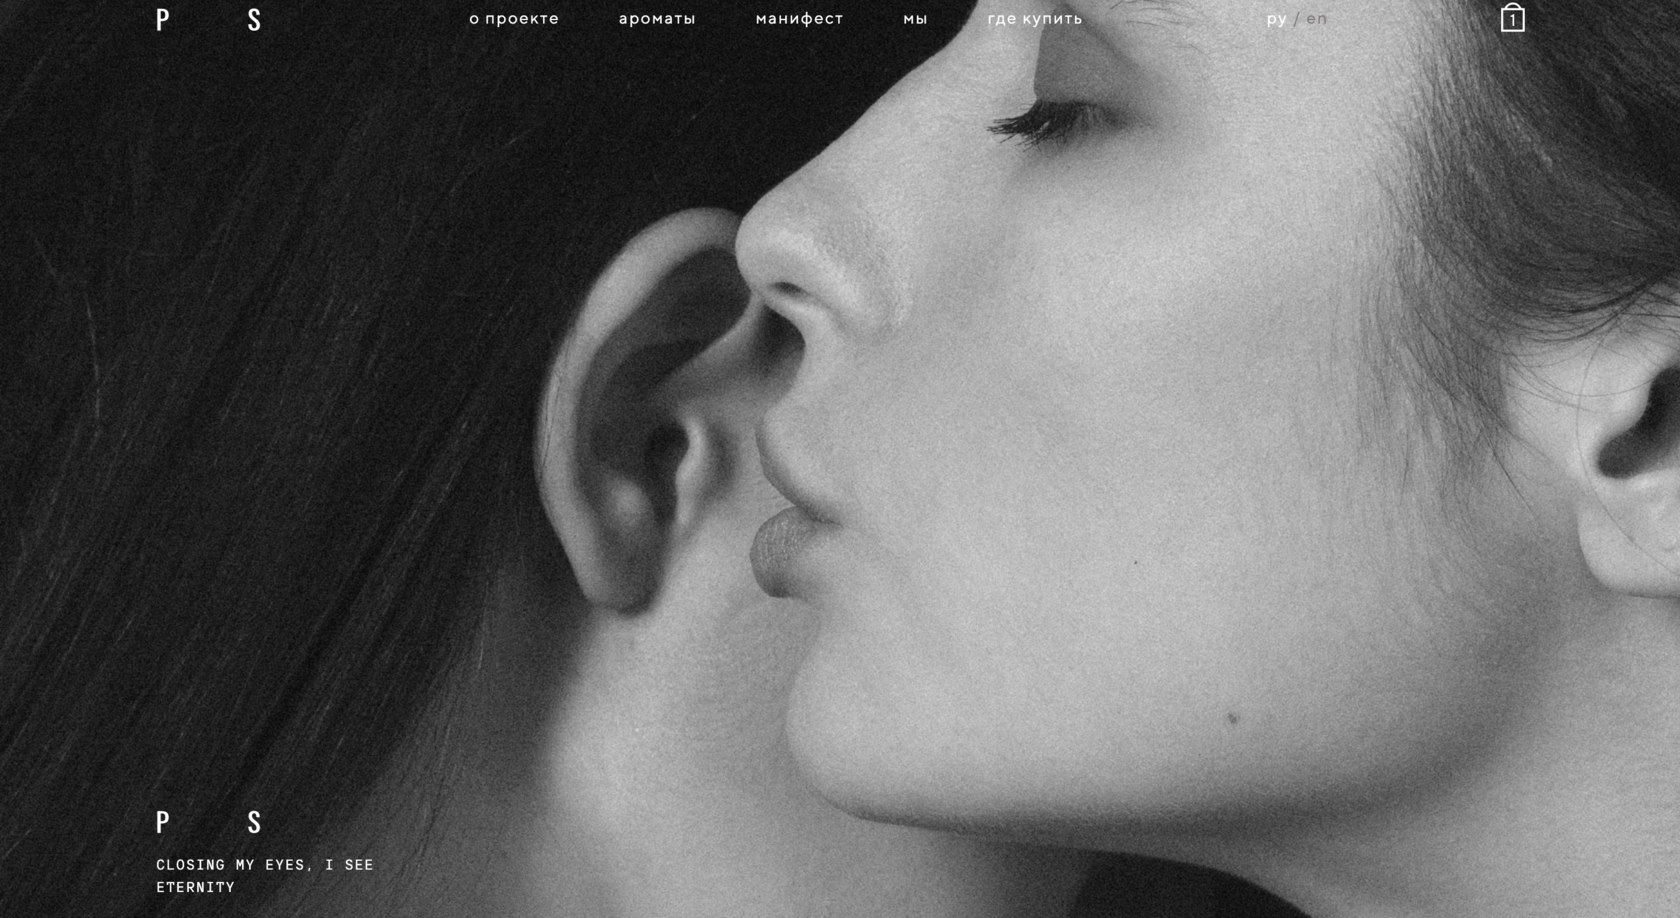 P S
о проекте ароматы манифест мы где купить ру / en 1
P S
CLOSING MY EYES, I SEE
ETERNITY